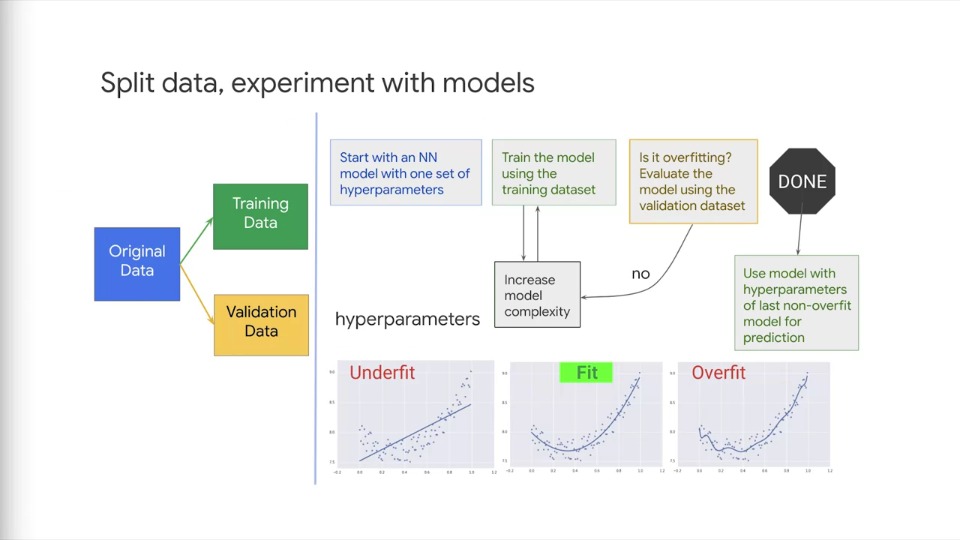 Split data, experiment with models
Original
Data
Training
Data
Validation
Data
Start with an NN
model with one set of
hyperparameters
Train the model
using the
training dataset
Is it overfitting?
Evaluate the
model using the
validation dataset
DONE
Increase
model
complexity
no
Use model with
hyperparameters
of last non-overfit
model for
prediction
hyperparameters
Underfit
Fit
Overfit